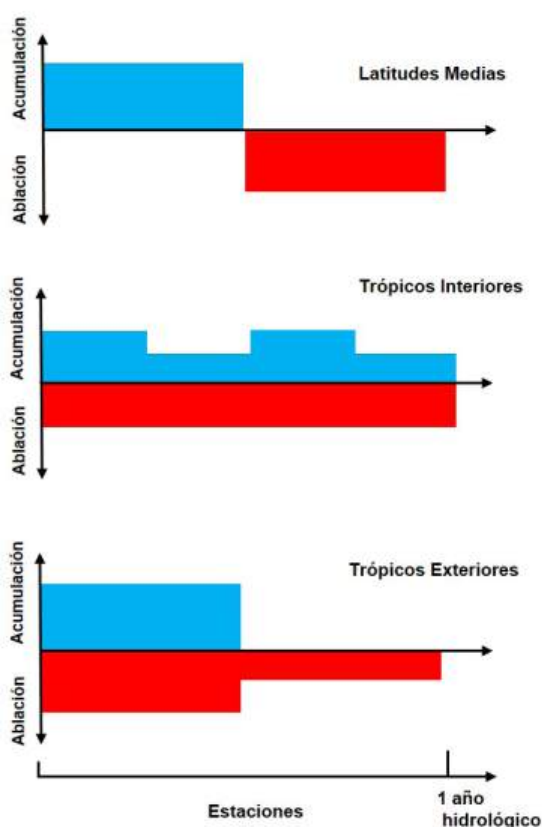 Acumulación
Ablación
Latitudes Medias
Acumulación
Ablación
Trópicos Interiores
Acumulación
Ablación
Trópicos Exteriores
Estaciones
1 año
hidrológico